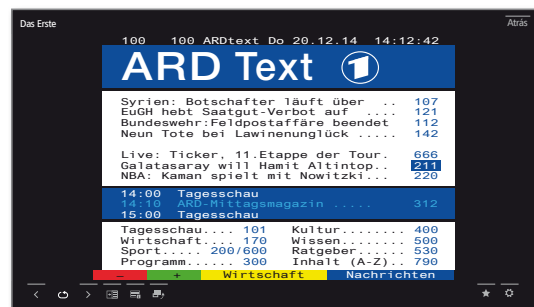 Das Erste
Atrás
100 100 ARDtext Do 20.12.14 14:12:42
ARD Text 1
Syrien: Botschafter läuft über .. 107
EuGH hebt Saatgut-Verbot auf .... 121
Bundeswehr:Feldpostaffäre beendet 112
Neun Tote bei Lawinenunglück ..... 142
Live: Ticker, 11.Etappe der Tour. 666
Galatasaray will Hamit Altintop.. 211
NBA: Kaman spielt mit Nowitzki... 220
14:00 Tagesschau
14:10 ARD-Mittagsmagazin ..... 312
15:00 Tagesschau
Tagesschau.... 101 Kultur........ 400
Wirtschaft.... 170 Wissen........ 500
Sport..... 200/600 Ratgeber...... 530
Programm...... 300 Inhalt (A-Z).. 790
- + Wirtschaft Nachrichten